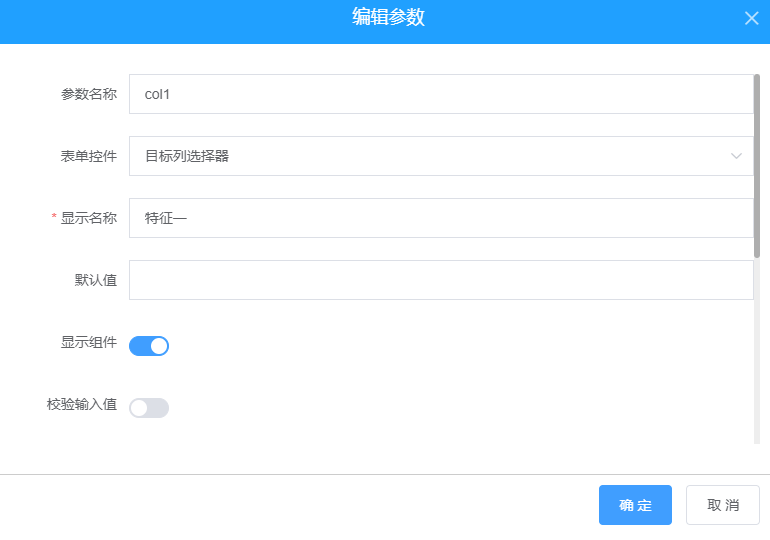 编辑参数
参数名称 col1
表单控件 目标列选择器
* 显示名称 特征一
默认值
显示组件
校验输入值
确定 取消